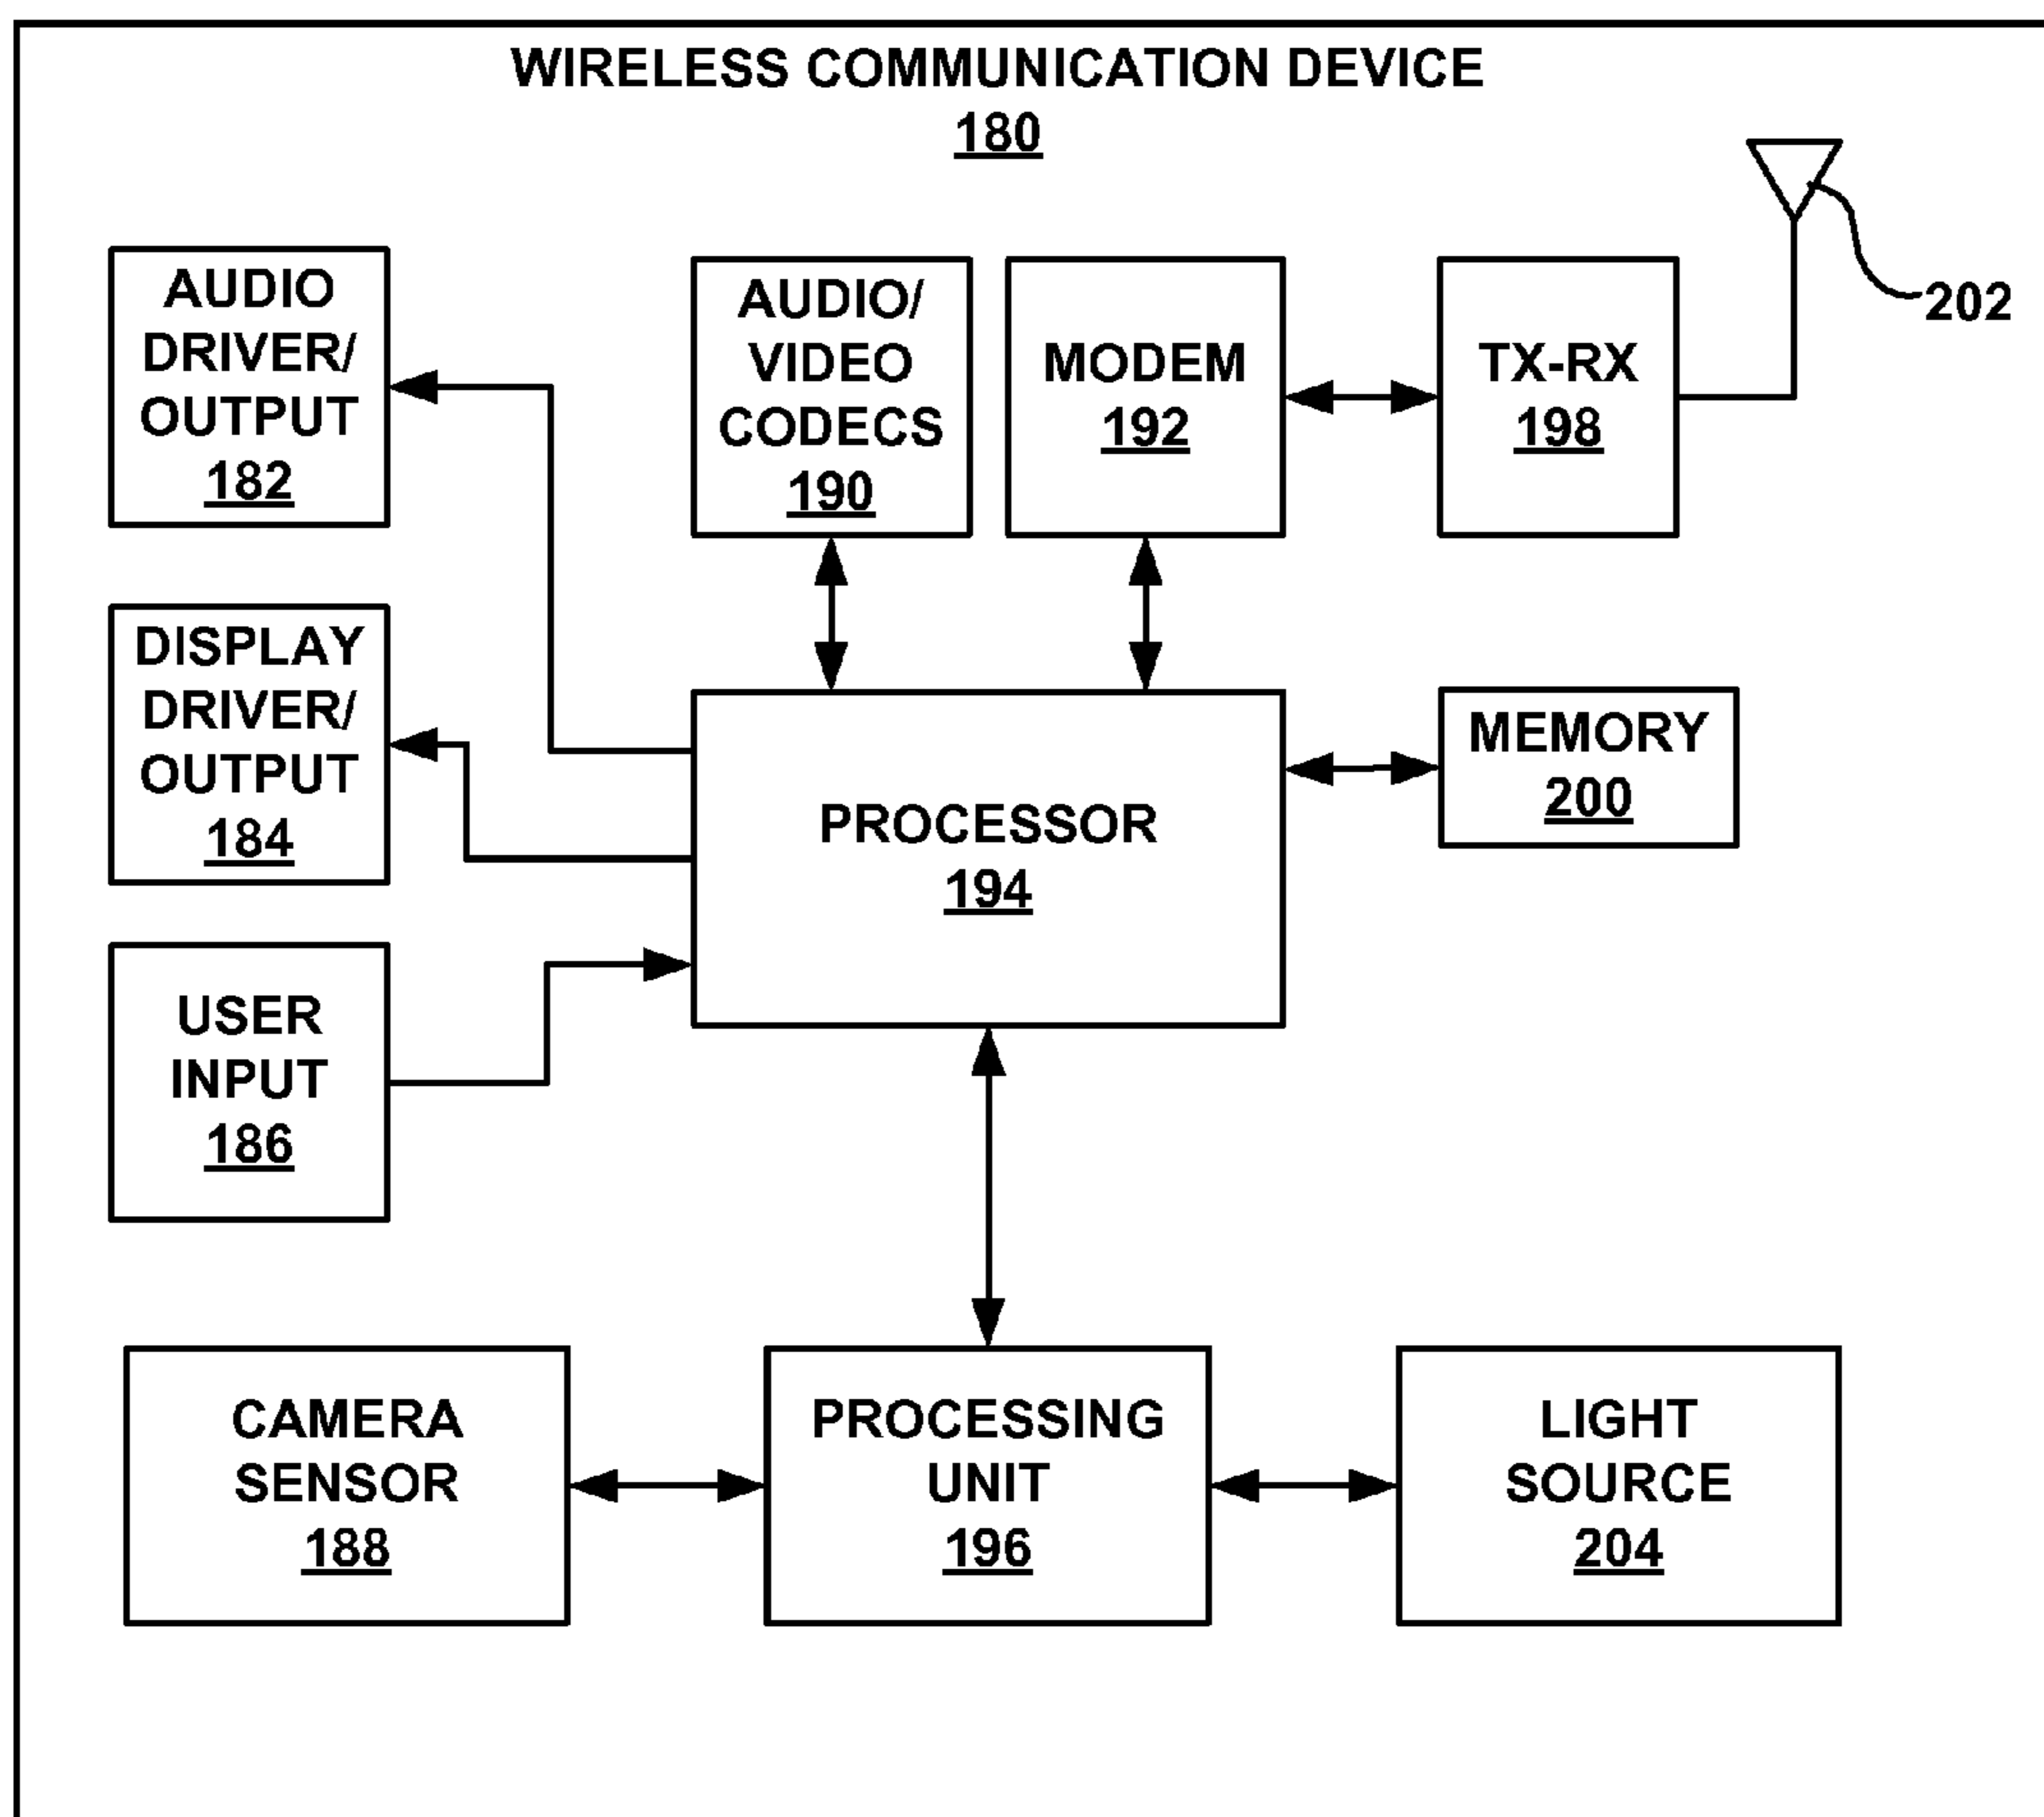 WIRELESS COMMUNICATION DEVICE
180
AUDIO
DRIVER/
OUTPUT
182
AUDIO/
VIDEO
CODECS
190
MODEM
192
TX-RX
198
202
DISPLAY
DRIVER/
OUTPUT
184
PROCESSOR
194
MEMORY
200
USER
INPUT
186
CAMERA
SENSOR
188
PROCESSING
UNIT
196
LIGHT
SOURCE
204